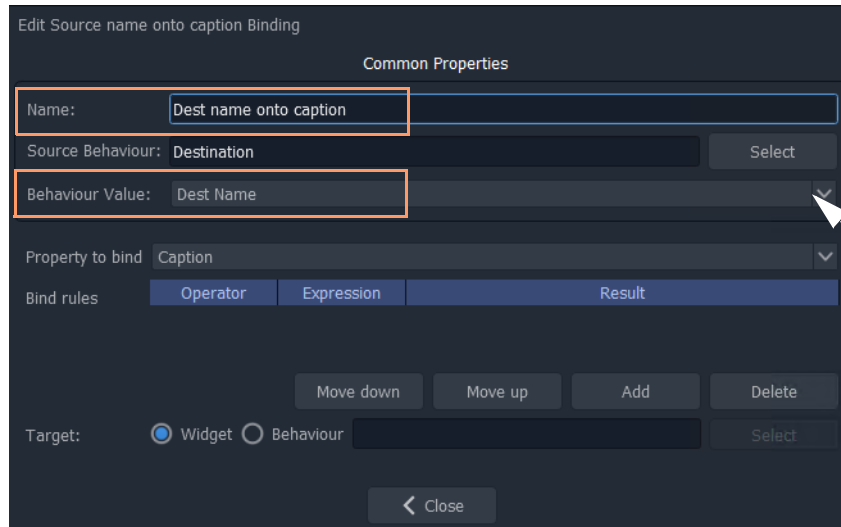 Edit Source name onto caption Binding
Common Properties
Name: Dest name onto caption
Source Behaviour: Destination Select
Behaviour Value: Dest Name
Property to bind Caption
Bind rules Operator Expression Result
Move down Move up Add Delete
Target: Widget Behaviour Select
Close